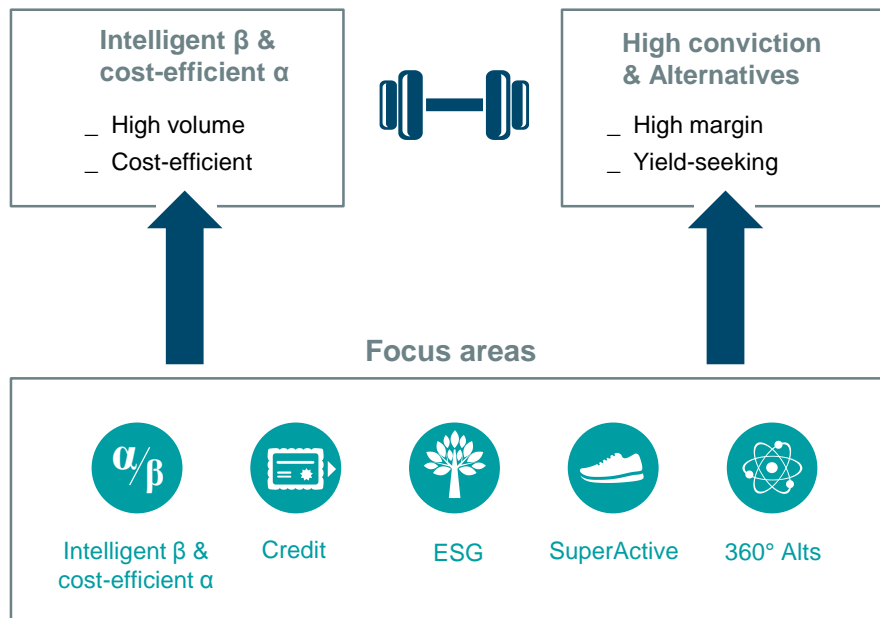 Intelligent β &
cost-efficient α
_ High volume
_ Cost-efficient
High conviction
& Alternatives
_ High margin
_ Yield-seeking
Focus areas
α/β
Intelligent β &
cost-efficient α
Credit
ESG
SuperActive
360° Alts